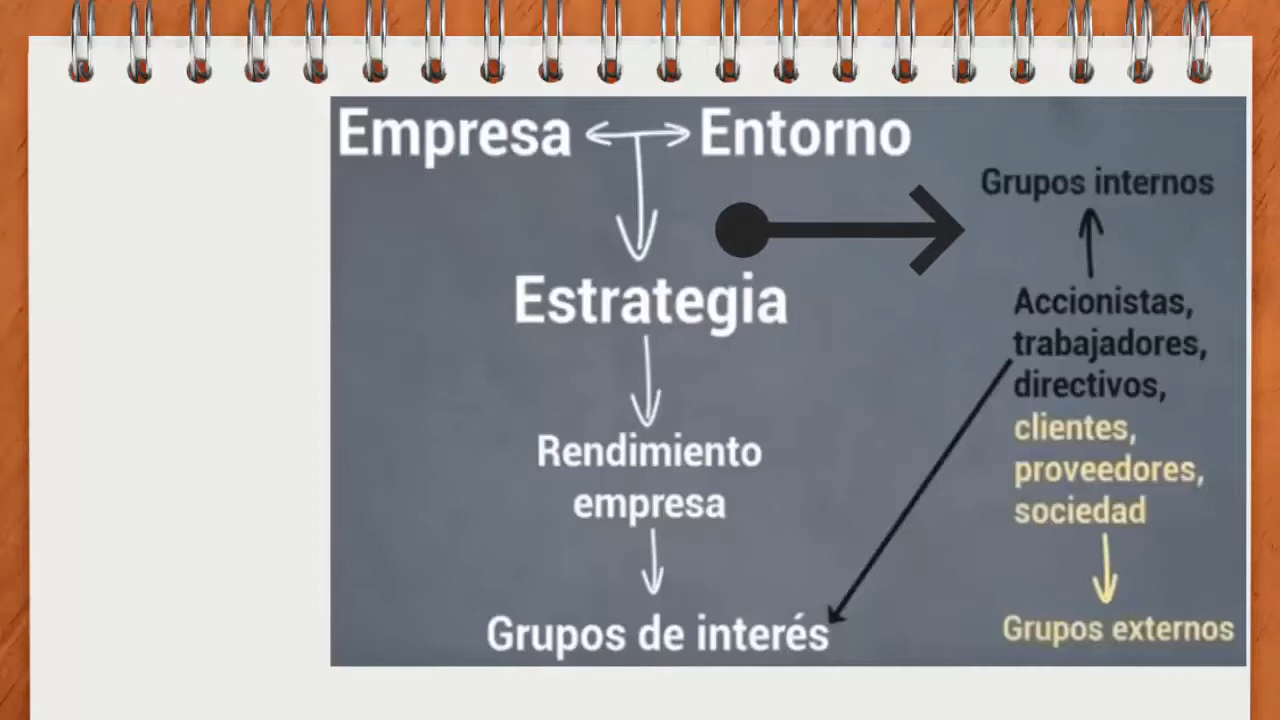 Empresa Entorno
Grupos internos
Estrategia
Accionistas,
trabajadores,
directivos,
clientes,
proveedores,
sociedad
Rendimiento
empresa
Grupos de interés
Grupos externos